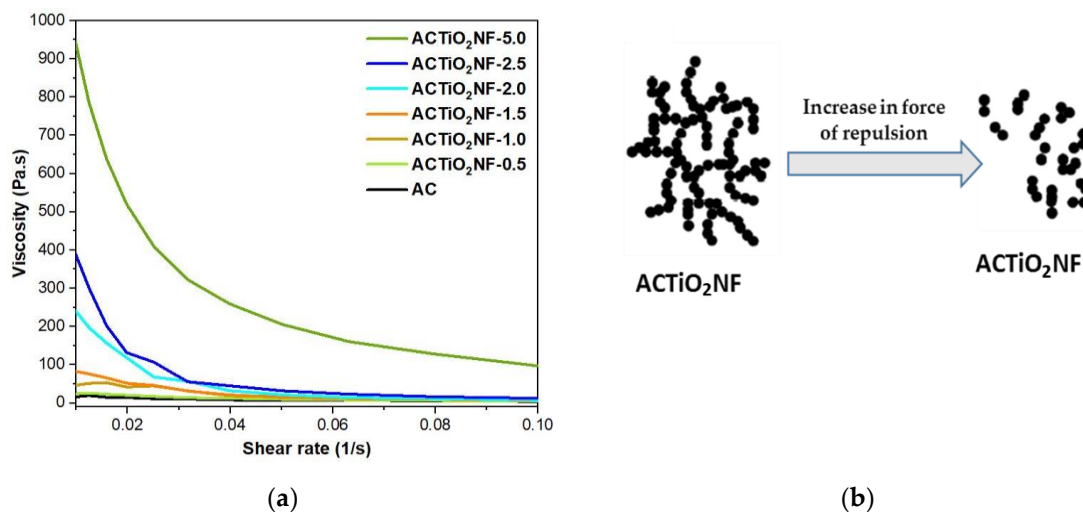 1000
900
800
700
600
500
400
300
200
100
0
Viscosity (Pa.s)
ACTiO₂NF-5.0
ACTiO₂NF-2.5
ACTiO₂NF-2.0
ACTiO₂NF-1.5
ACTiO₂NF-1.0
ACTiO₂NF-0.5
AC
0.02 0.04 0.06 0.08 0.10
Shear rate (1/s)
(a)
Increase in force
of repulsion
ACTiO₂NF
ACTiO₂NF
(b)